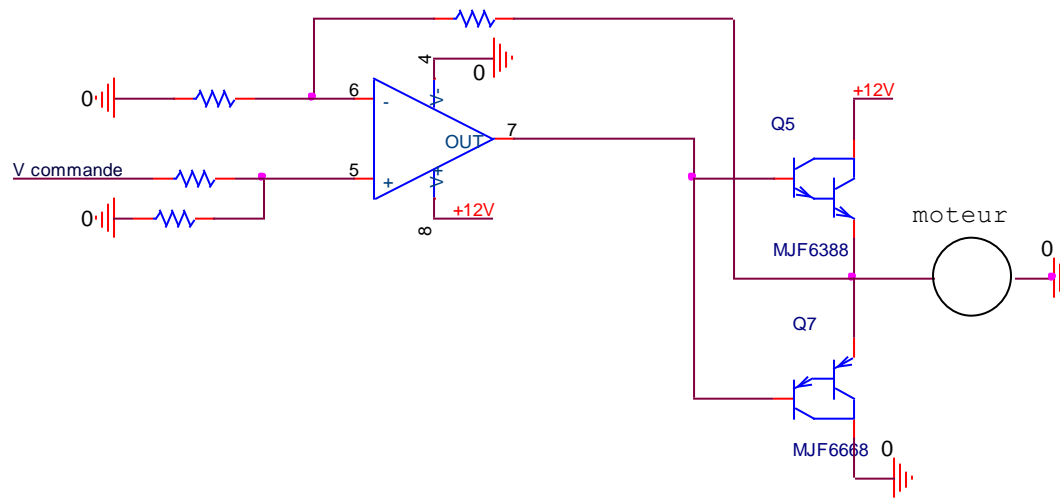 4
0
V-
+12V
0
6
-
Q5
OUT
7
V commande
5
+
V+
+12V
0
8
moteur
0
MJF6388
Q7
MJF6668
0